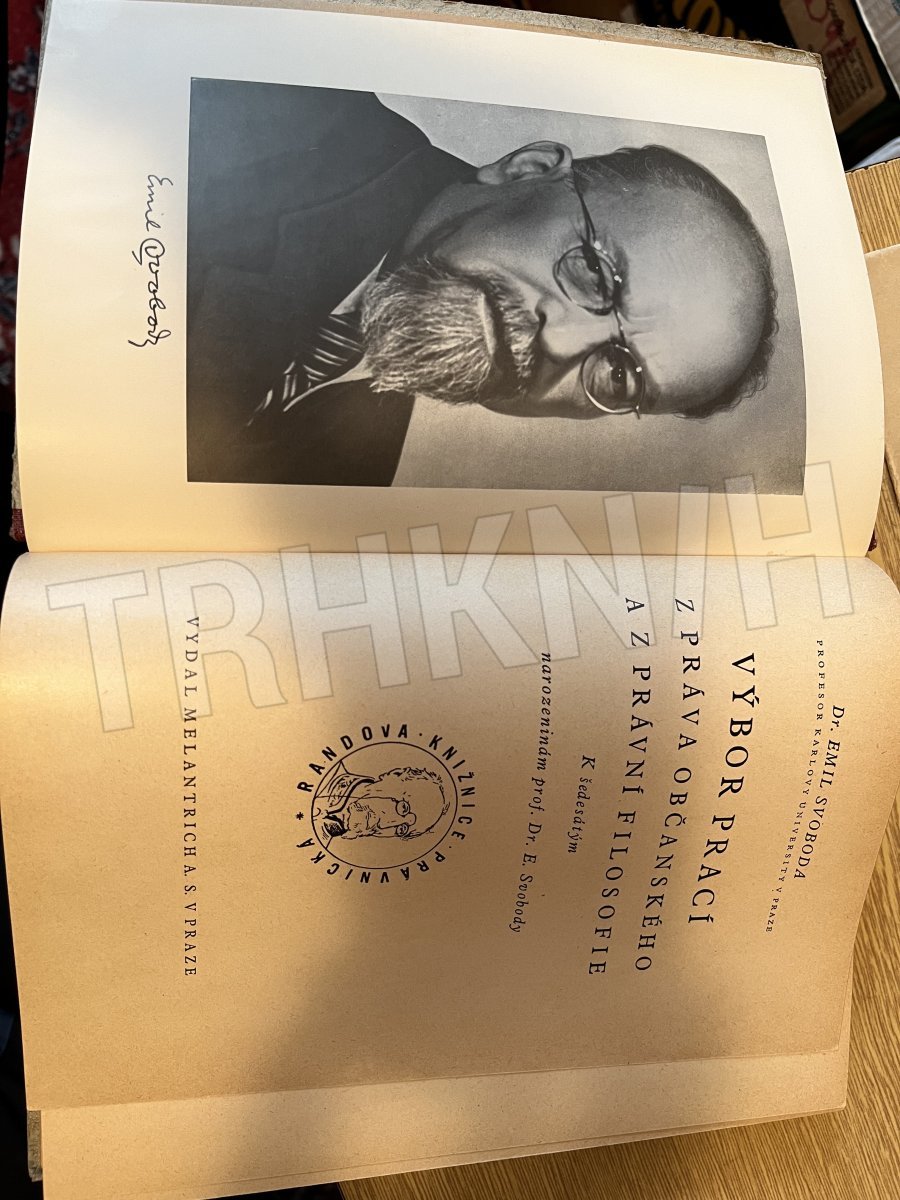 Emil Svoboda
Dr. EMIL SVOBODA
PROFESOR KARLOVY UNIVERSITY V PRAZE
VÝBOR PRACÍ
Z PRÁVA OBČANSKÉHO
A Z PRÁVNÍ FILOSOFIE
K šedesátým
narozeninám prof. Dr. E. Svobody
RANDOVA · KNIŽNICE · PRÁVNICKÁ *
VYDAL MELANTRICH A. S. V PRAZE
TRHKNIH